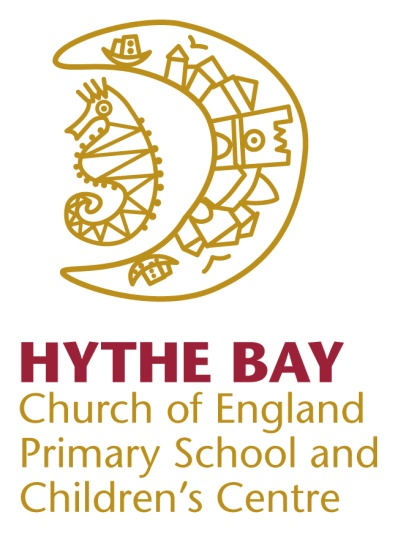 HYTHE BAY
Church of England
Primary School and
Children’s Centre